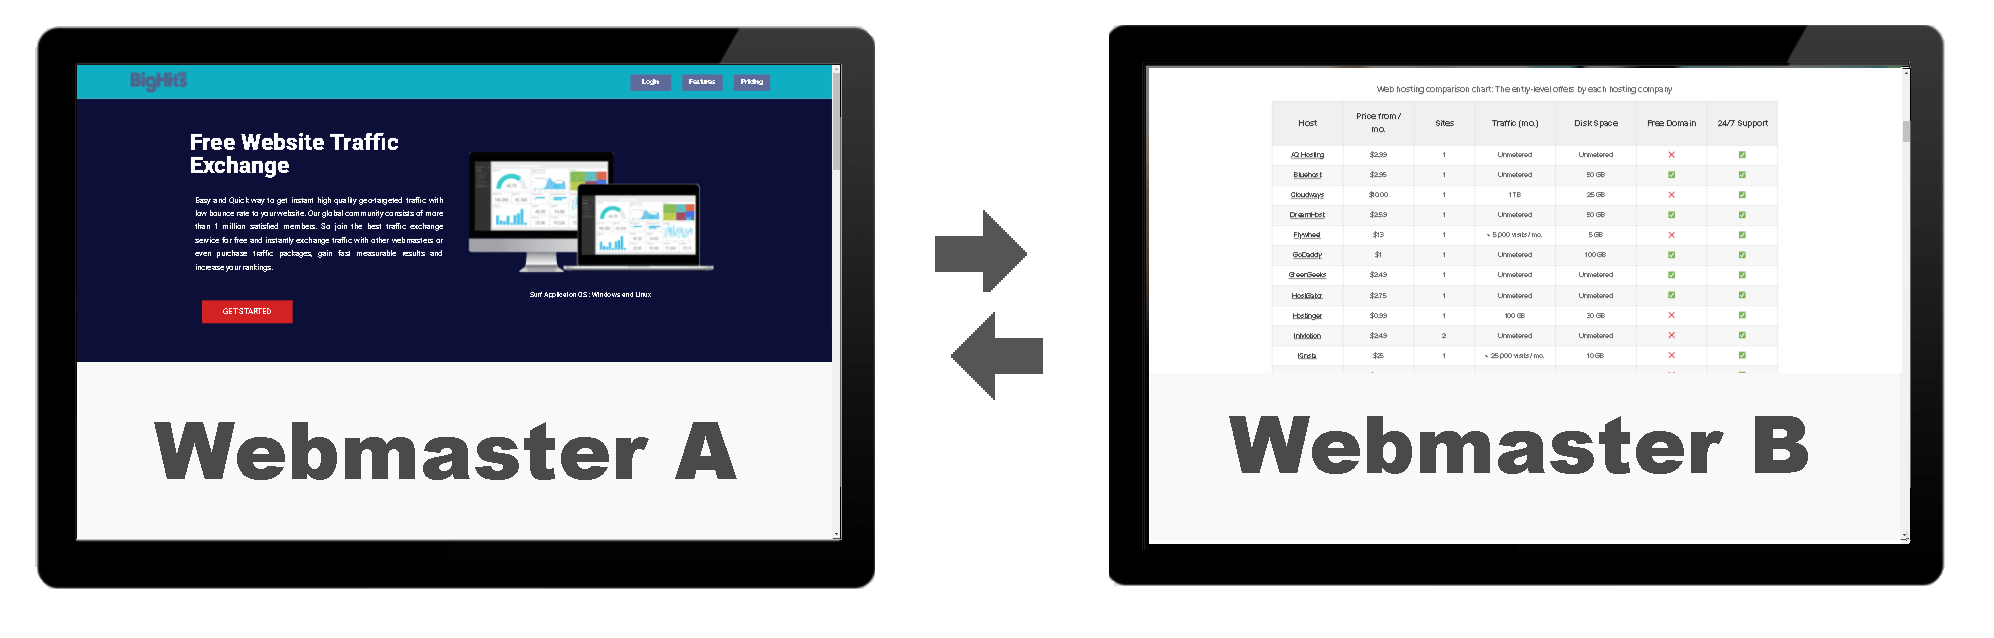 BigHits
Login
Features
Pricing
Free Website Traffic
Exchange
Easy and Quick way to get instant high quality geo-targeted traffic with
low bounce rate to your website. Our global community consists of more
than 1 million satisfied members. So join the best traffic exchange
service for free and instantly exchange traffic with other webmasters or
even purchase traffic packages, gain fast measurable results and
increase your rankings.
GET STARTED
Surf Application OS : Windows and Linux
Webmaster A
Web hosting comparison chart: The entry-level offers by each hosting company
Host Price from / mo. Sites Traffic (mo.) Disk Space Free Domain 24/7 Support
A2 Hosting $2.99 1 Unmetered Unmetered ❌ ✅
Bluehost $2.95 1 Unmetered 50 GB ✅ ✅
Cloudways $10.00 1 1 TB 25 GB ❌ ✅
DreamHost $2.59 1 Unmetered 50 GB ✅ ✅
Flywheel $13 1 ~ 5,000 visits / mo. 5 GB ❌ ✅
GoDaddy $1 1 Unmetered 100 GB ✅ ✅
GreenGeeks $2.49 1 Unmetered Unmetered ✅ ✅
HostGator $2.75 1 Unmetered Unmetered ✅ ✅
Hostinger $0.99 1 100 GB 30 GB ❌ ✅
InMotion $2.49 2 Unmetered Unmetered ❌ ✅
Kinsta $25 1 ~ 25,000 visits / mo. 10 GB ❌ ✅
Webmaster B